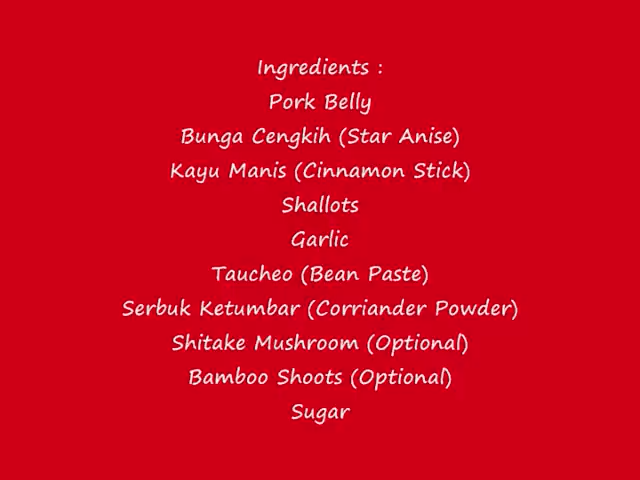 Ingredients :
Pork Belly
Bunga Cengkih (Star Anise)
Kayu Manis (Cinnamon Stick)
Shallots
Garlic
Taucheo (Bean Paste)
Serbuk Ketumbar (Corriander Powder)
Shitake Mushroom (Optional)
Bamboo Shoots (Optional)
Sugar